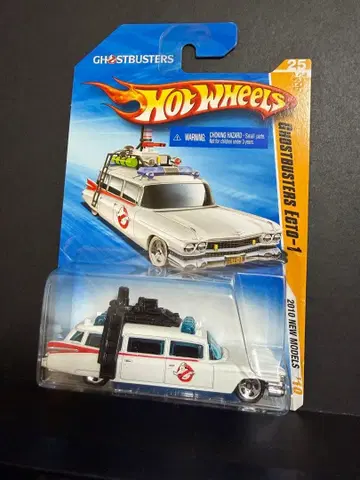 GHOSTBUSTERS
HOT WHEELS
WARNING: CHOKING HAZARD - Small parts.
Not for children under 3 years.
25
GHOSTBUSTERS ECTO-1
2010 NEW MODELS '10